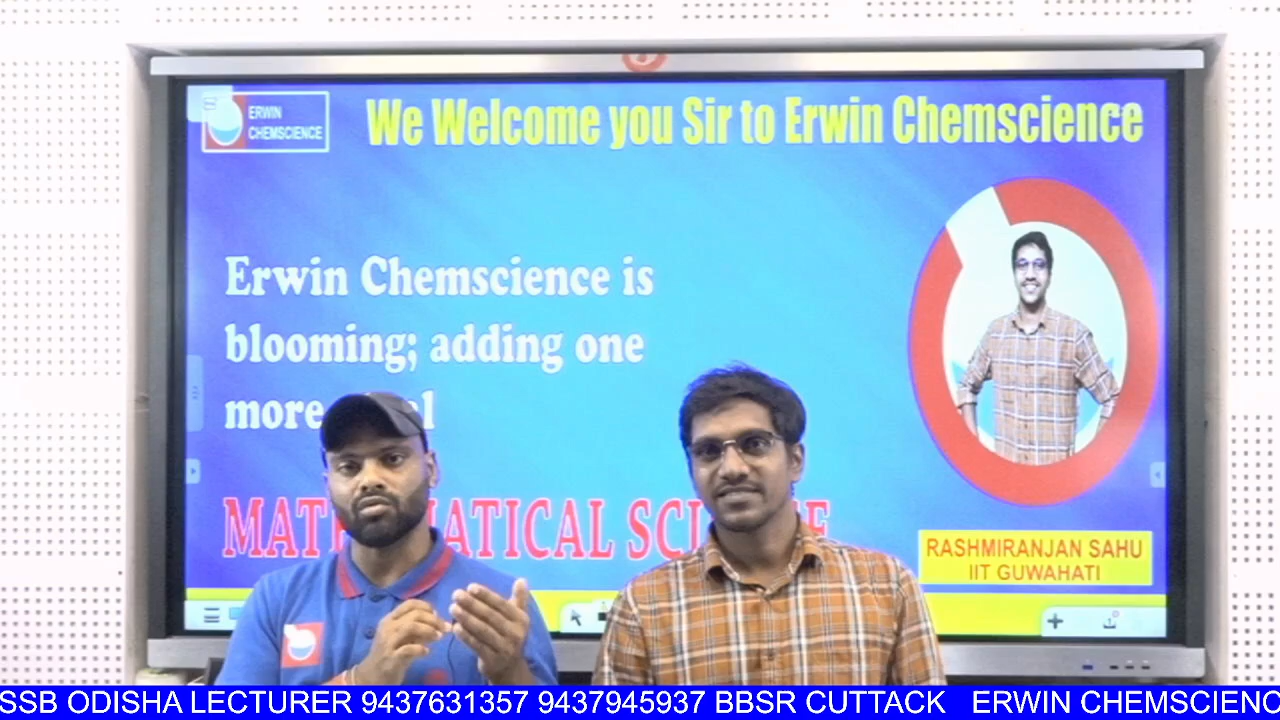 ERWIN
CHEMSCIENCE
We Welcome you Sir to Erwin Chemscience
Erwin Chemscience is
blooming; adding one
more
RASHMIRANJAN SAHU
IIT GUWAHATI
SSB ODISHA LECTURER 9437631357 9437945937 BBSR CUTTACK ERWIN CHEMSCIENC